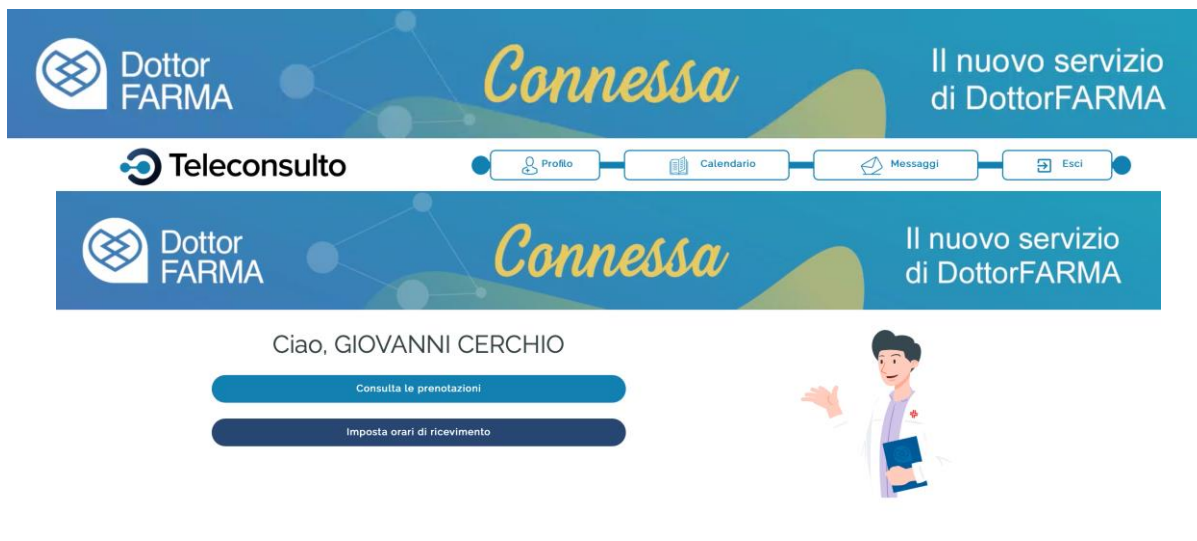 Dottor
FARMA
Connessa
Il nuovo servizio
di DottorFARMA
Teleconsulto
Profilo
Calendario
Messaggi
Esci
Dottor
FARMA
Connessa
Il nuovo servizio
di DottorFARMA
Ciao, GIOVANNI CERCHIO
Consulta le prenotazioni
Imposta orari di ricevimento